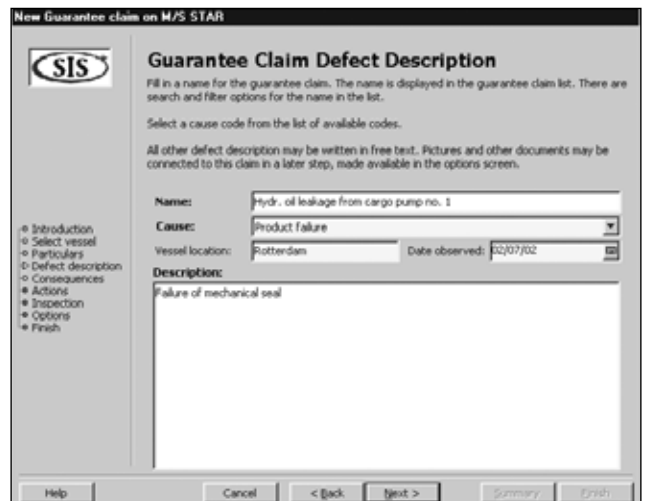 New Guarantee claim on M/S STAR
SIS
Guarantee Claim Defect Description
Fill in a name for the guarantee claim. The name is displayed in the guarantee claim list. There are
search and filter options for the name in the list.
Select a cause code from the list of available codes.
All other defect description may be written in free text. Pictures and other documents may be
connected to this claim in a later step, made available in the options screen.
Name: Hydr. oil leakage from cargo pump no. 1
Cause: Product failure
Vessel location: Rotterdam Date observed: 02/07/02
Description:
Failure of mechanical seal
Introduction
Select vessel
Particulars
Defect description
Consequences
Actions
Inspection
Options
Finish
Help Cancel < Back Next > Summary Finish